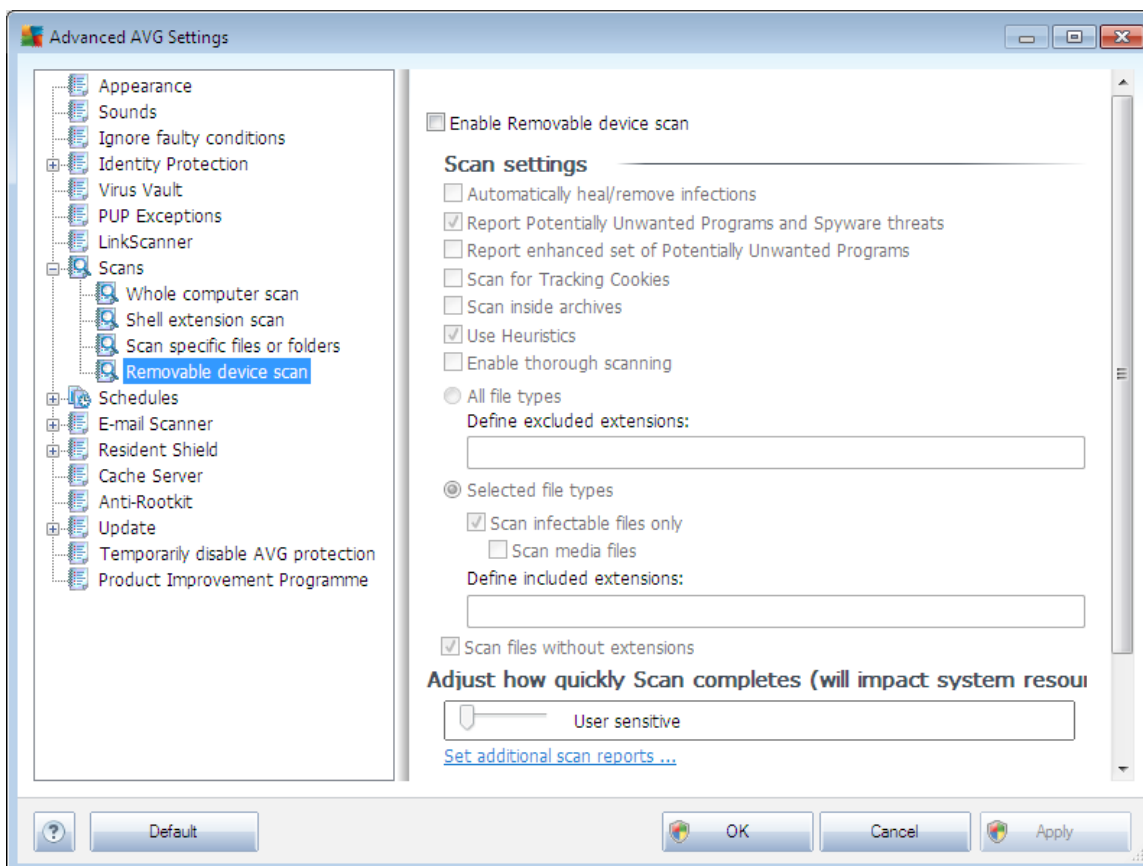 Advanced AVG Settings
Appearance
Sounds
Ignore faulty conditions
Identity Protection
Virus Vault
PUP Exceptions
LinkScanner
Scans
Whole computer scan
Shell extension scan
Scan specific files or folders
Removable device scan
Schedules
E-mail Scanner
Resident Shield
Cache Server
Anti-Rootkit
Update
Temporarily disable AVG protection
Product Improvement Programme
Enable Removable device scan
Scan settings
Automatically heal/remove infections
Report Potentially Unwanted Programs and Spyware threats
Report enhanced set of Potentially Unwanted Programs
Scan for Tracking Cookies
Scan inside archives
Use Heuristics
Enable thorough scanning
All file types
Define excluded extensions:
Selected file types
Scan infectable files only
Scan media files
Define included extensions:
Scan files without extensions
Adjust how quickly Scan completes (will impact system resou
User sensitive
Set additional scan reports ...
?
Default
OK
Cancel
Apply